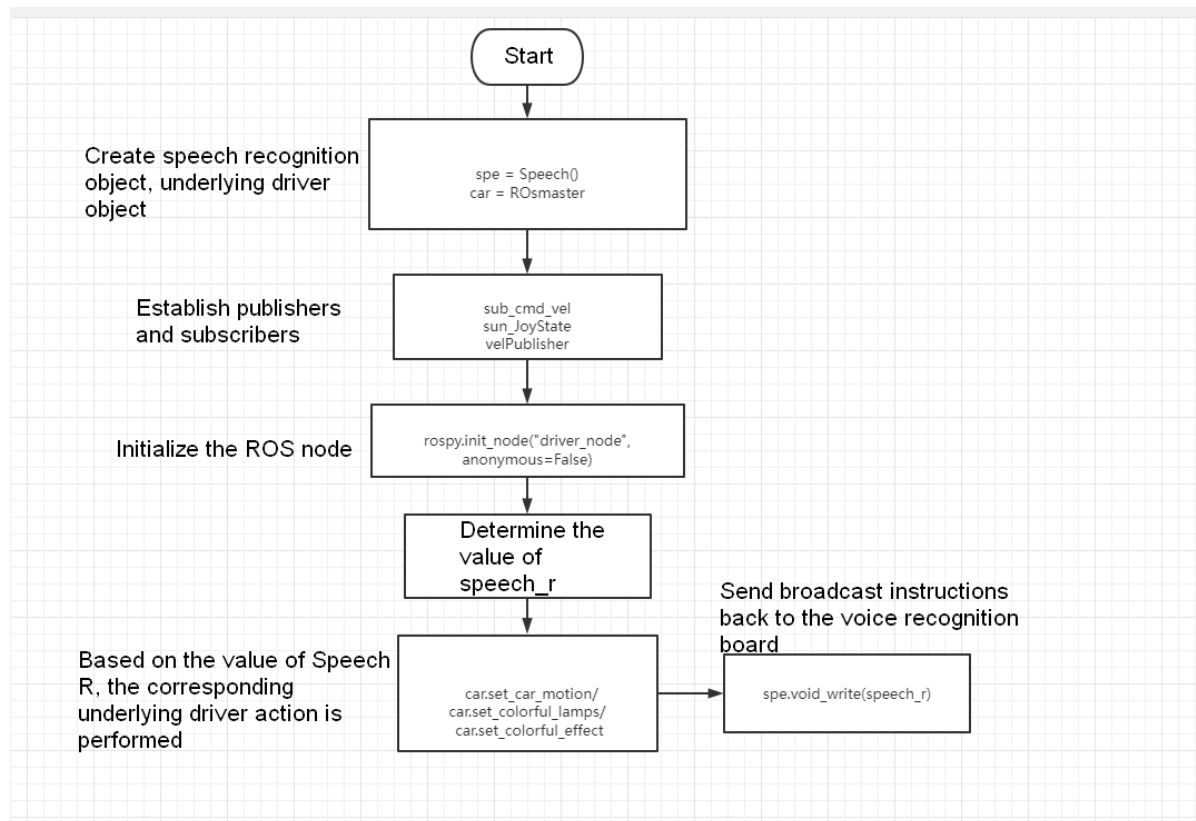 Start
Create speech recognition
object, underlying driver
object
spe = Speech()
car = ROsmaster
Establish publishers
and subscribers
sub_cmd_vel
sun_JoyState
velPublisher
Initialize the ROS node
rospy.init_node("driver_node",
anonymous=False)
Determine the
value of
speech_r
Based on the value of Speech
R, the corresponding
underlying driver action is
performed
car.set_car_motion/
car.set_colorful_lamps/
car.set_colorful_effect
Send broadcast instructions
back to the voice recognition
board
spe.void_write(speech_r)